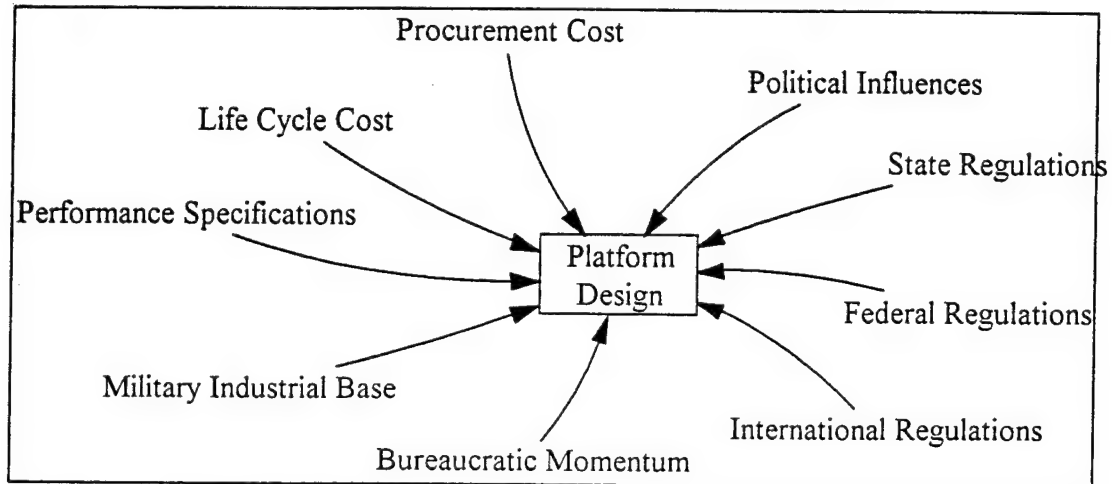 Procurement Cost
Political Influences
Life Cycle Cost
State Regulations
Performance Specifications
Platform
Design
Federal Regulations
Military Industrial Base
International Regulations
Bureaucratic Momentum